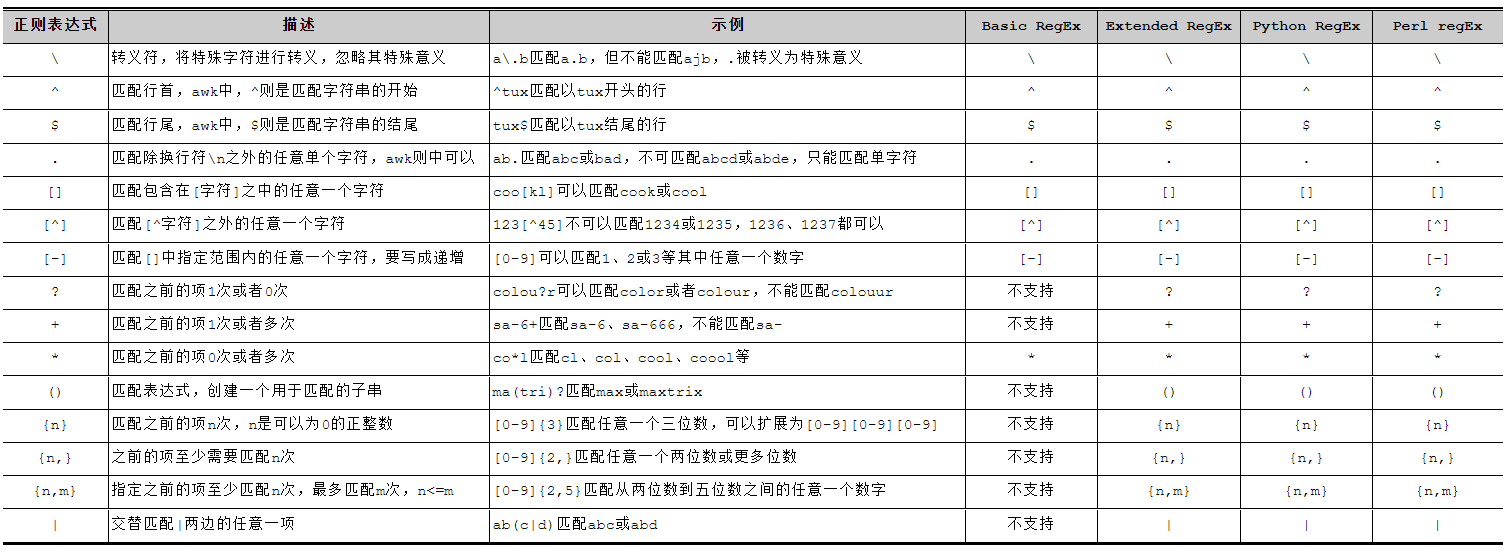 正则表达式 描述 示例 Basic RegEx Extended RegEx Python RegEx Perl regEx
\ 转义符，将特殊字符进行转义，忽略其特殊意义 a\.b匹配a.b，但不能匹配ajb，.被转义为特殊意义 \ \ \ \
^ 匹配行首，awk中，^则是匹配字符串的开始 ^tux匹配以tux开头的行 ^ ^ ^ ^
$ 匹配行尾，awk中，$则是匹配字符串的结尾 tux$匹配以tux结尾的行 $ $ $ $
. 匹配除换行符\n之外的任意单个字符，awk则中可以 ab.匹配abc或bad，不可匹配abcd或abde，只能匹配单字符 . . . .
[] 匹配包含在[字符]之中的任意一个字符 coo[kl]可以匹配cook或cool [] [] [] []
[^] 匹配[^字符]之外的任意一个字符 123[^45]不可以匹配1234或1235，1236、1237都可以 [^] [^] [^] [^]
[-] 匹配[]中指定范围内的任意一个字符，要写成递增 [0-9]可以匹配1、2或3等其中任意一个数字 [-] [-] [-] [-]
? 匹配之前的项1次或者0次 colou?r可以匹配color或者colour，不能匹配colouur 不支持 ? ? ?
+ 匹配之前的项1次或者多次 sa-6+匹配sa-6、sa-666，不能匹配sa- 不支持 + + +
* 匹配之前的项0次或者多次 co*l匹配cl、col、cool、coool等 * * * *
() 匹配表达式，创建一个用于匹配的子串 ma(tri)?匹配max或maxtrix 不支持 () () ()
{n} 匹配之前的项n次，n是可以为0的正整数 [0-9]{3}匹配任意一个三位数，可以扩展为[0-9][0-9][0-9] 不支持 {n} {n} {n}
{n,} 之前的项至少需要匹配n次 [0-9]{2,}匹配任意一个两位数或更多位数 不支持 {n,} {n,} {n,}
{n,m} 指定之前的项至少匹配n次，最多匹配m次，n<=m [0-9]{2,5}匹配从两位数到五位数之间的任意一个数字 不支持 {n,m} {n,m} {n,m}
| 交替匹配|两边的任意一项 ab(c|d)匹配abc或abd 不支持 | | |